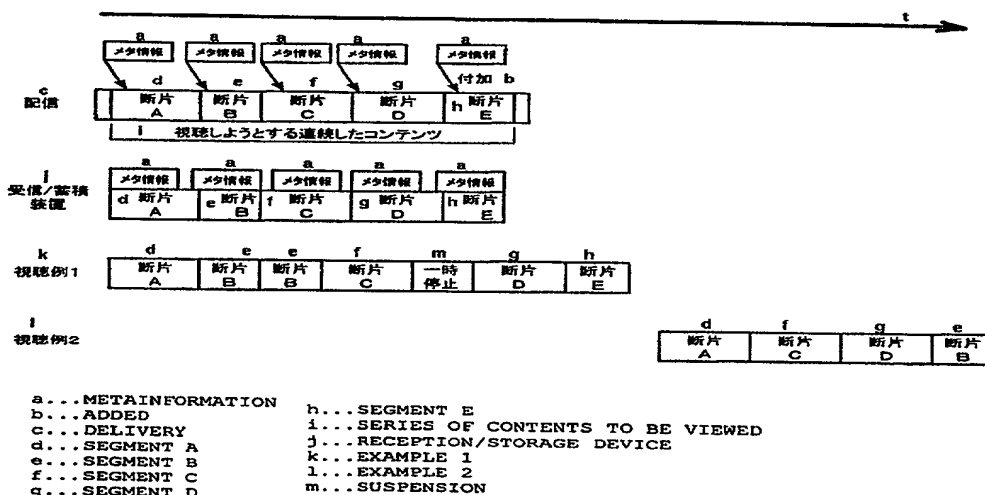 t
a a a a a
メタ情報 メタ情報 メタ情報 メタ情報 メタ情報
d e f g 付加 b
c
配信
断片 A 断片 B 断片 C 断片 D h 断片 E
i 視聴しようとする連続したコンテンツ
a a a a a
メタ情報 メタ情報 メタ情報 メタ情報 メタ情報
j
受信/蓄積
装置
d 断片 A e 断片 B f 断片 C g 断片 D h 断片 E
k
視聴例1
d e e f m g h
断片 A 断片 B 断片 B 断片 C 一時停止 断片 D 断片 E
l
視聴例2
d f g e
断片 A 断片 C 断片 D 断片 B
a...METAINFORMATION
b...ADDED
c...DELIVERY
d...SEGMENT A
e...SEGMENT B
f...SEGMENT C
g...SEGMENT D
h...SEGMENT E
i...SERIES OF CONTENTS TO BE VIEWED
j...RECEPTION/STORAGE DEVICE
k...EXAMPLE 1
l...EXAMPLE 2
m...SUSPENSION